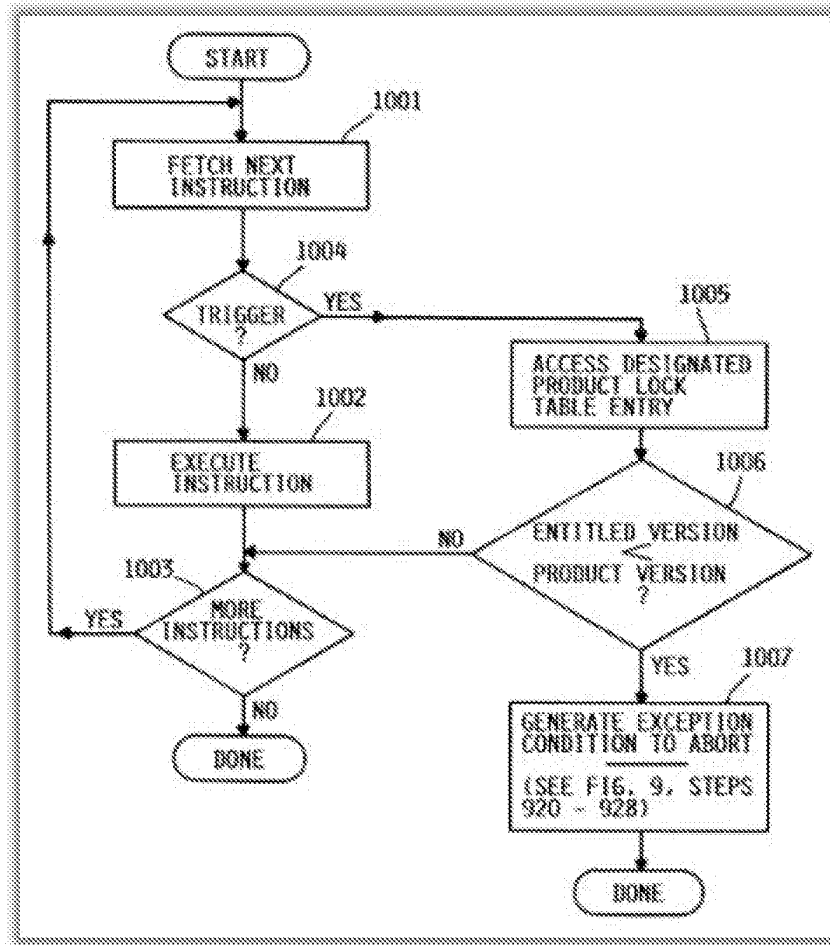 START
1001
FETCH NEXT
INSTRUCTION
1004
TRIGGER
?
YES
NO
1005
ACCESS DESIGNATED
PRODUCT LOCK
TABLE ENTRY
1002
EXECUTE
INSTRUCTION
1006
ENTITLED VERSION
<
PRODUCT VERSION
?
NO
YES
1003
MORE
INSTRUCTIONS
?
YES
NO
DONE
1007
GENERATE EXCEPTION
CONDITION TO ABORT
(SEE FIG. 9, STEPS
920 - 928)
DONE